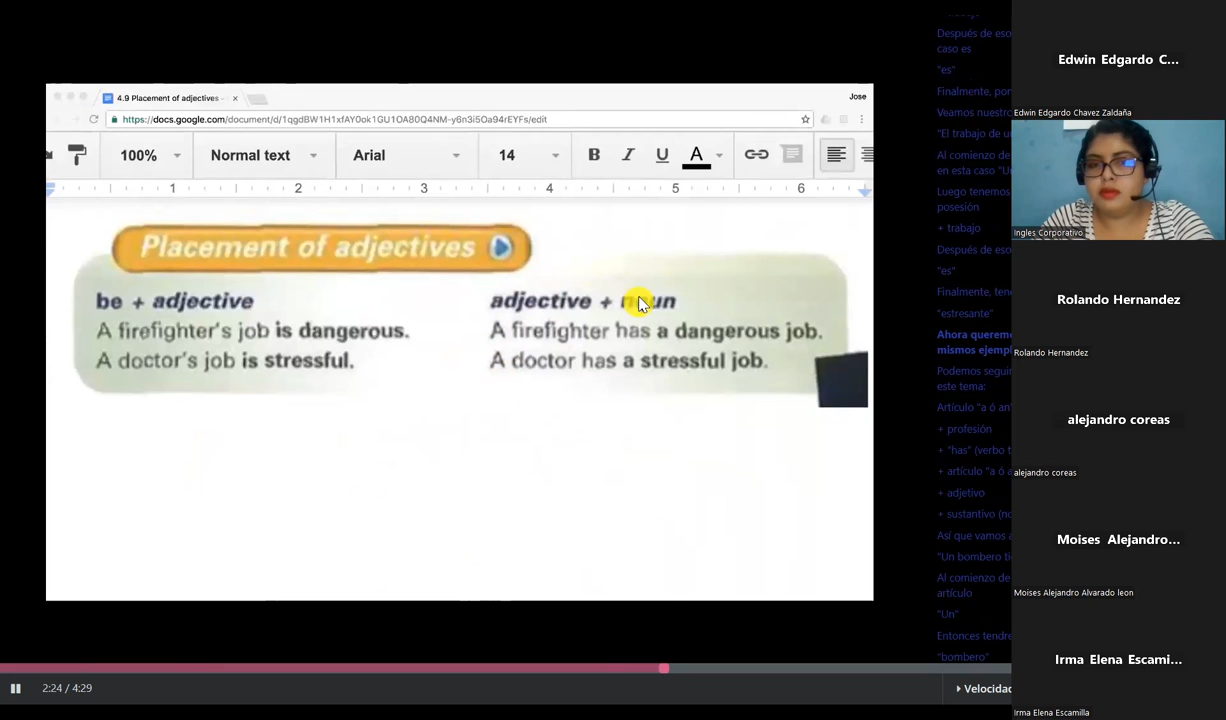 4.9 Placement of adjectives -
Jose
https://docs.google.com/document/d/1qgdBW1H1xfAY0ok1GU1OA80Q4NM-y6n3i5Oa94rEYFs/edit
100% Normal text Arial 14 B I U A
1 2 3 4 5 6
Placement of adjectives
be + adjective
A firefighter's job is dangerous.
A doctor's job is stressful.
adjective + noun
A firefighter has a dangerous job.
A doctor has a stressful job.
Después de eso
caso es
"es"
Finalmente, por
Veamos nuestro
"El trabajo de u
Al comienzo de
en esta caso "U
Luego tenemos
posesión
+ trabajo
Después de eso
"es"
Finalmente, ten
"estresante"
Ahora queremo
mismos ejempl
Podemos segui
este tema:
Artículo "a ó an"
+ profesión
+ "has" (verbo t
+ artículo "a ó a
+ adjetivo
+ sustantivo (no
Así que vamos a
"Un bombero ti
Al comienzo de
artículo
"Un"
Entonces tendre
"bombero"
2:24 / 4:29
Velocidad
Edwin Edgardo C...
Edwin Edgardo Chavez Zaldaña
Ingles Corporativo
Rolando Hernandez
Rolando Hernandez
alejandro coreas
alejandro coreas
Moises Alejandro...
Moises Alejandro Alvarado leon
Irma Elena Escami...
Irma Elena Escamilla